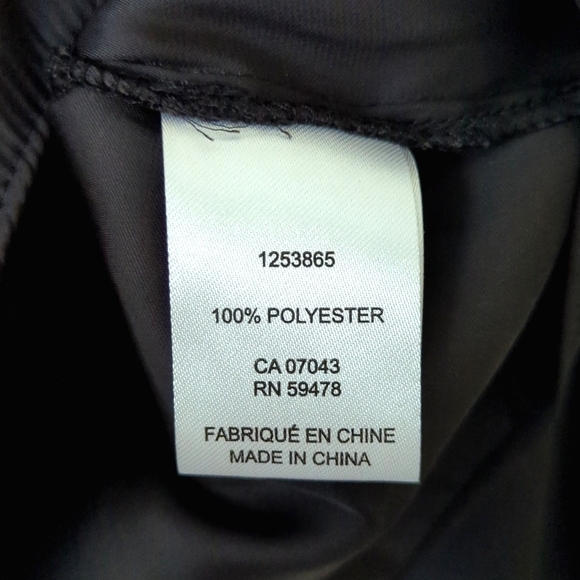 1253865
100% POLYESTER
CA 07043
RN 59478
FABRIQUÉ EN CHINE
MADE IN CHINA